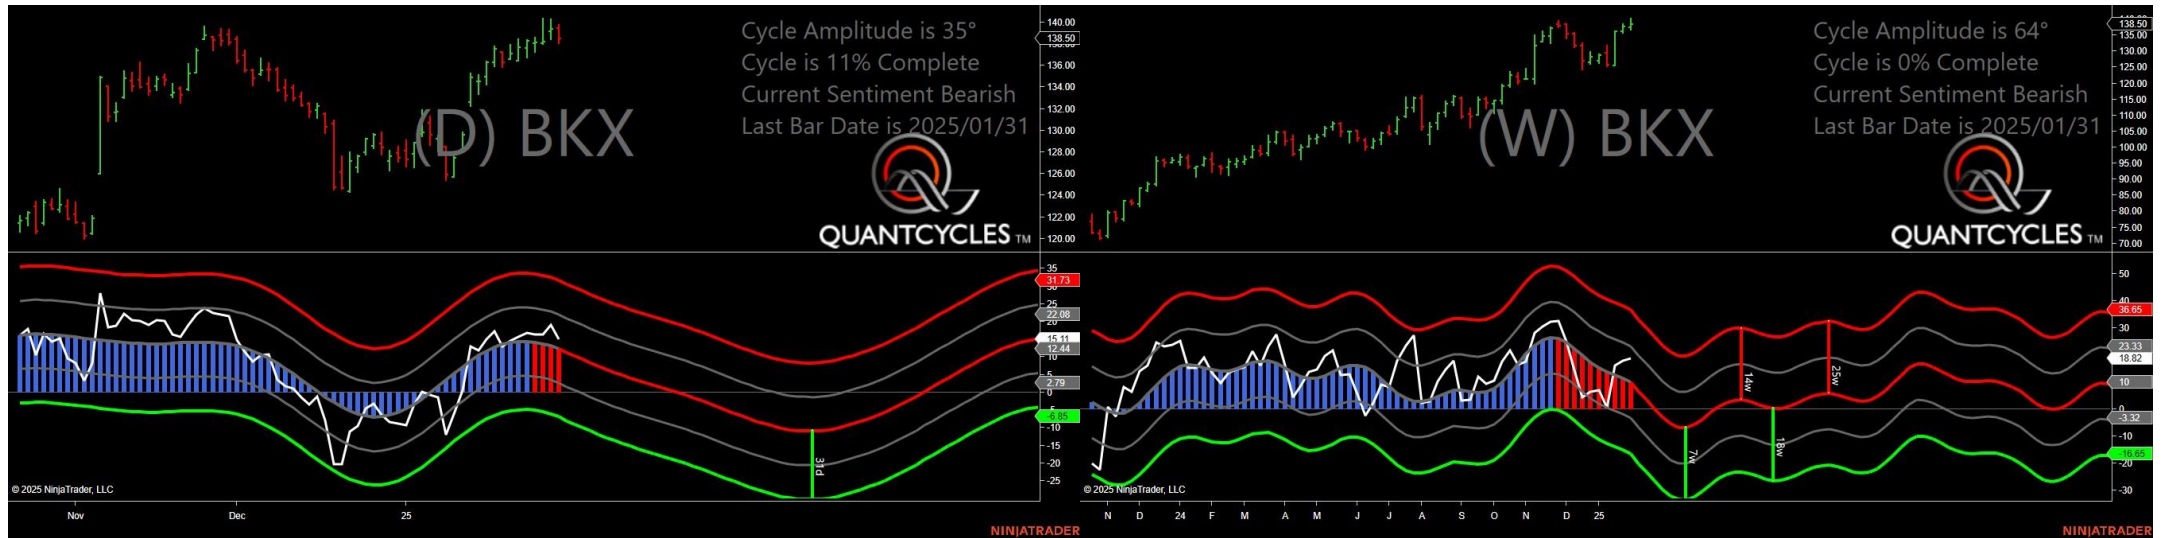 Cycle Amplitude is 35°
Cycle is 11% Complete
Current Sentiment Bearish
Last Bar Date is 2025/01/31
(D) BKX
QUANTCYCLES TM
140.00
138.50
136.00
134.00
132.00
130.00
128.00
126.00
124.00
122.00
120.00
35
31.73
30
25
22.08
20
15.11
12.44
10
5
2.79
0
-6.85
-10
-15
-20
-25
31d
© 2025 NinjaTrader, LLC
Nov
Dec
25
NINJATRADER
Cycle Amplitude is 64°
Cycle is 0% Complete
Current Sentiment Bearish
Last Bar Date is 2025/01/31
(W) BKX
QUANTCYCLES TM
138.50
135.00
130.00
125.00
120.00
115.00
110.00
105.00
100.00
95.00
90.00
85.00
80.00
75.00
70.00
50
40
36.65
30
23.33
18.82
10
0
-3.32
-10
-16.65
-20
-30
7w
14w
18w
25w
© 2025 NinjaTrader, LLC
N D 24 F M A M J J A S O N D 25
NINJATRADER